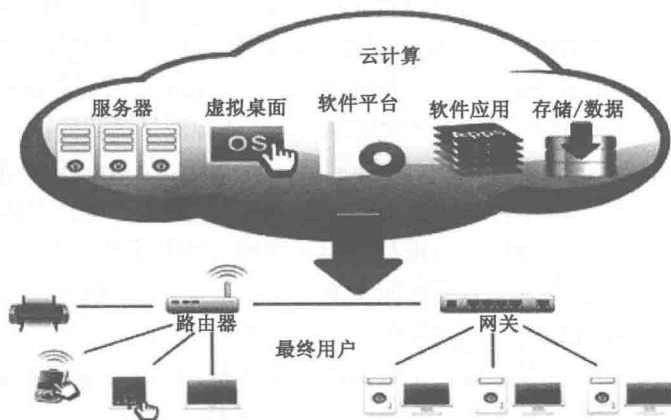 云计算
服务器
虚拟桌面
软件平台
软件应用
存储/数据
OS
Apps
路由器
网关
最终用户